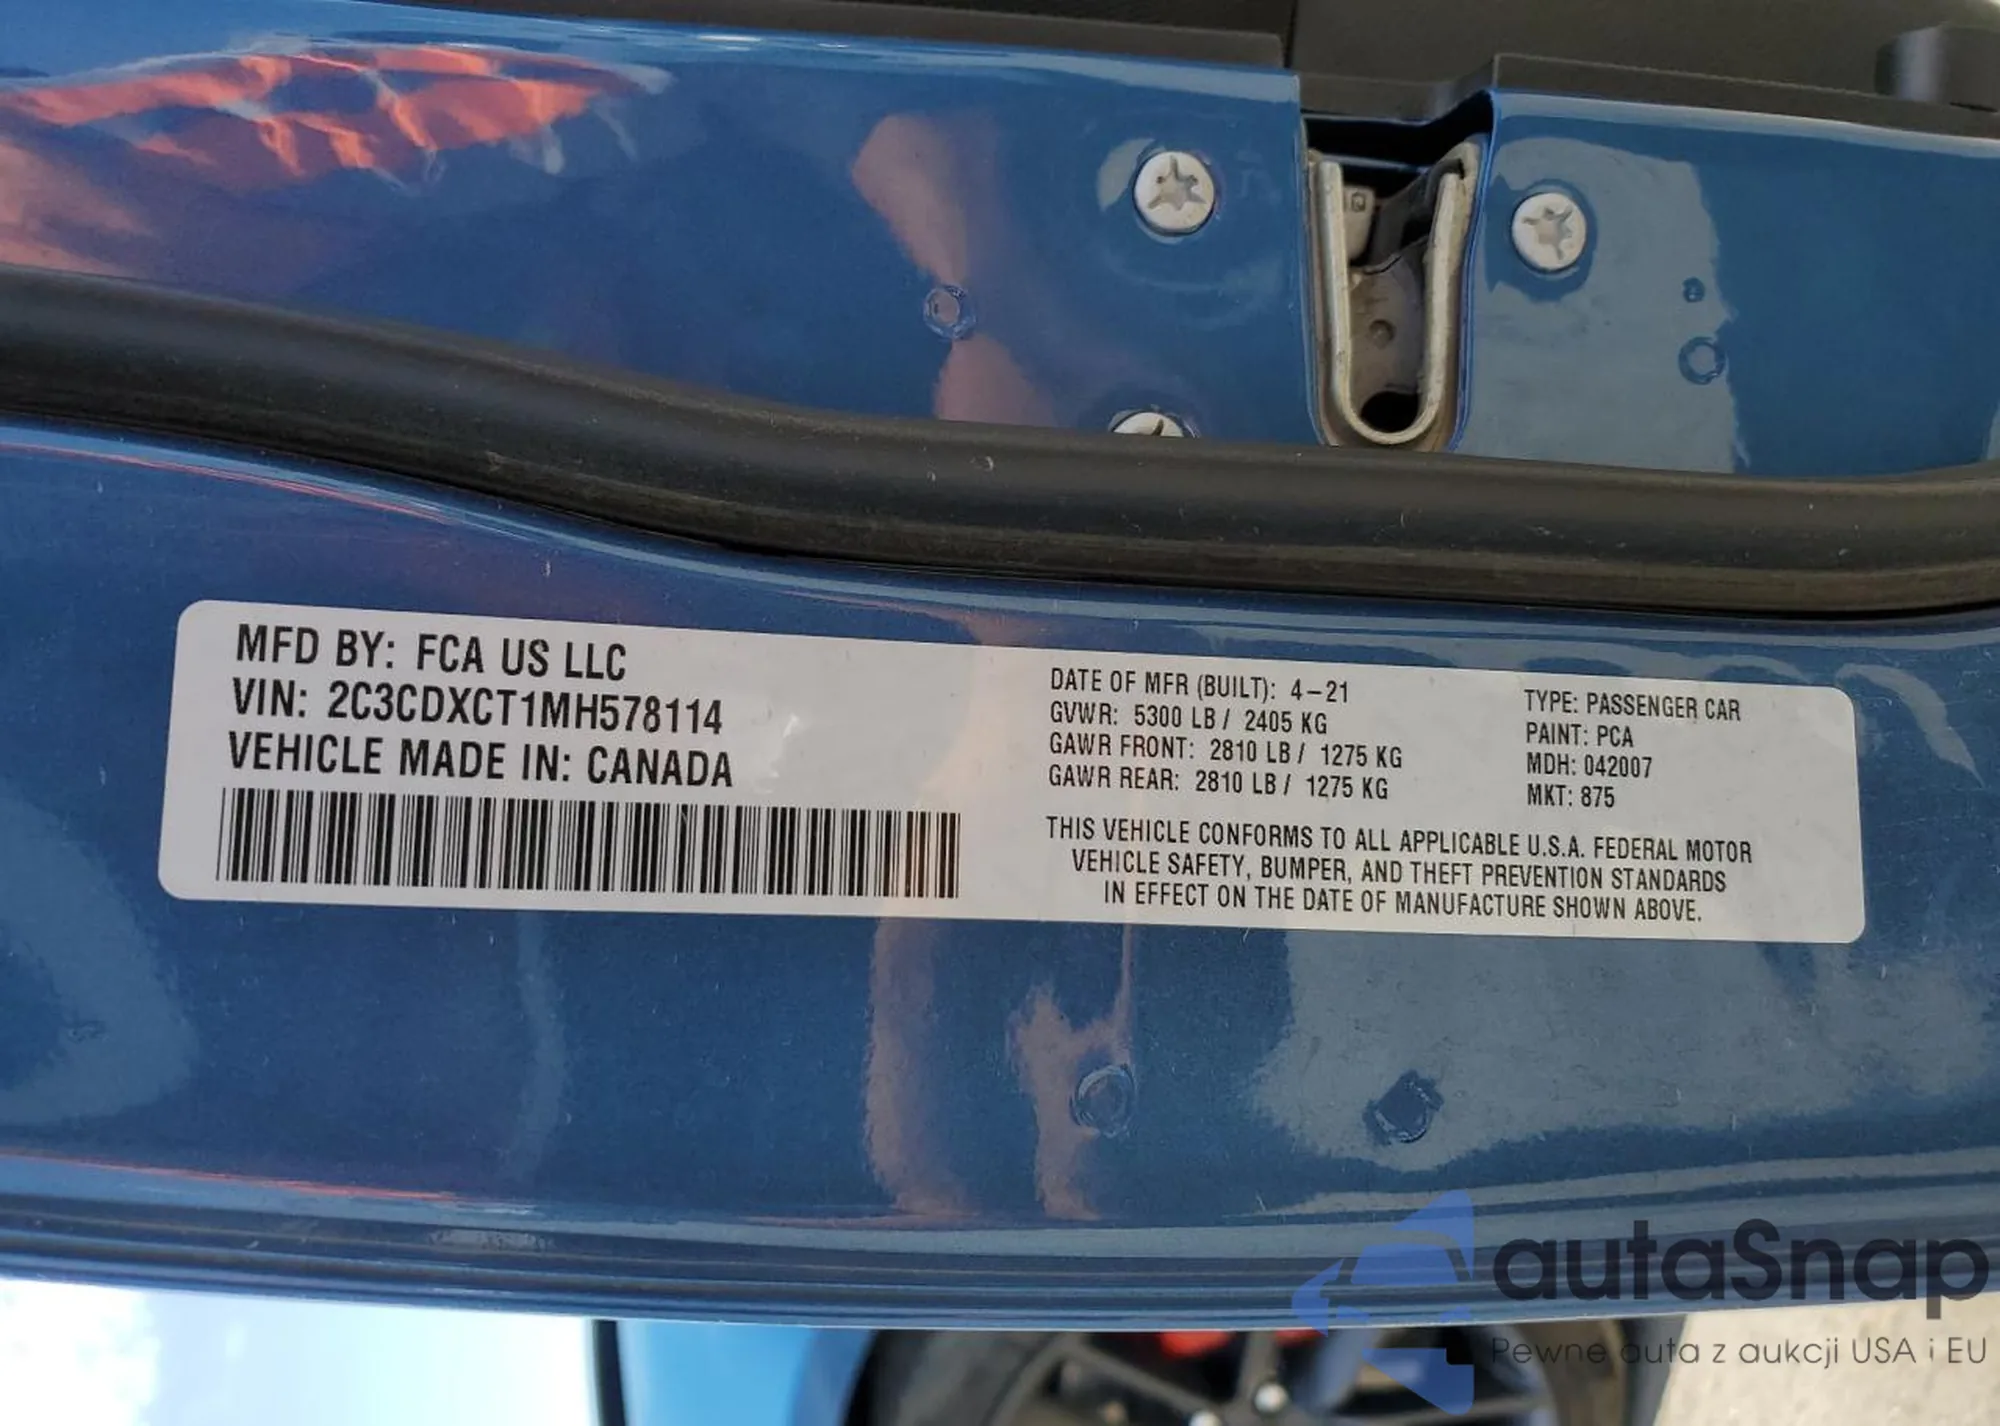 MFD BY: FCA US LLC
VIN: 2C3CDXCT1MH578114
VEHICLE MADE IN: CANADA
DATE OF MFR (BUILT): 4-21
GVWR: 5300 LB / 2405 KG
GAWR FRONT: 2810 LB / 1275 KG
GAWR REAR: 2810 LB / 1275 KG
TYPE: PASSENGER CAR
PAINT: PCA
MDH: 042007
MKT: 875
THIS VEHICLE CONFORMS TO ALL APPLICABLE U.S.A. FEDERAL MOTOR
VEHICLE SAFETY, BUMPER, AND THEFT PREVENTION STANDARDS
IN EFFECT ON THE DATE OF MANUFACTURE SHOWN ABOVE.
autaSnap
Pewne auta z aukcji USA i EU